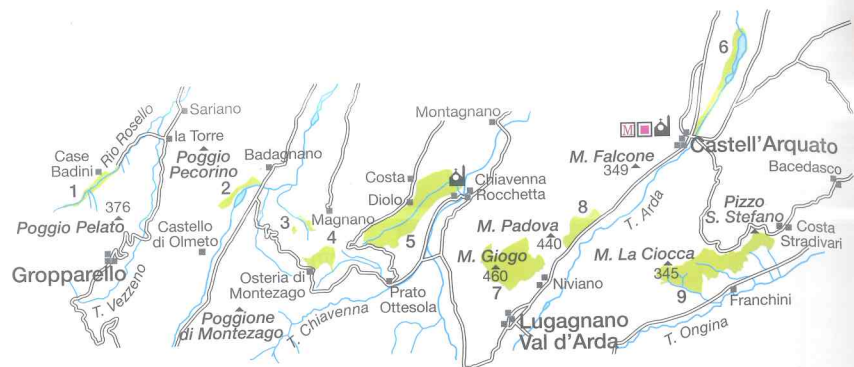 6
Sariano
Montagnano
M
Rio Rosello
la Torre
Castell'Arquato
Poggio
Pecorino
Badagnano
M. Falcone
349
Case
Badini
Costa
Chiavenna
Rocchetta
Bacedasco
1
2
Diolo
376
Poggio Pelato
3
4
Magnano
5
M. Padova
440
8
T. Arda
Pizzo
S. Stefano
Costa
Stradivari
Castello
di Olmeto
M. Giogo
460
M. La Ciocca
345
Gropparello
Osteria di
Montezago
7
Niviano
9
Franchini
T. Vezzeno
Prato
Ottesola
Poggione
di Montezago
T. Chiavenna
Lugagnano
Val d'Arda
T. Ongina